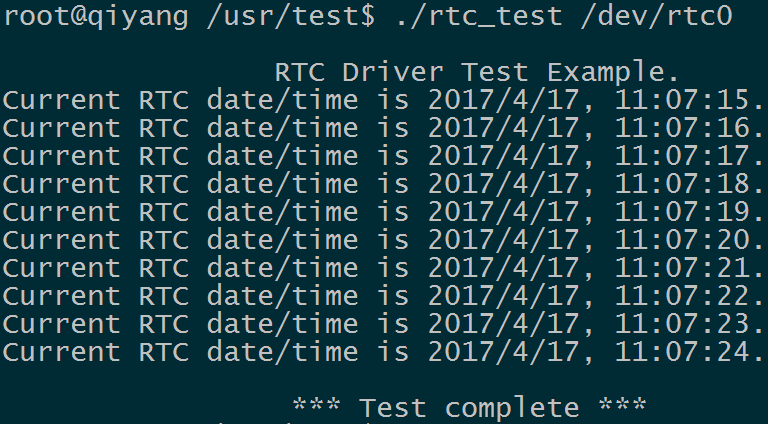 root@qiyang /usr/test$ ./rtc_test /dev/rtc0
RTC Driver Test Example.
Current RTC date/time is 2017/4/17, 11:07:15.
Current RTC date/time is 2017/4/17, 11:07:16.
Current RTC date/time is 2017/4/17, 11:07:17.
Current RTC date/time is 2017/4/17, 11:07:18.
Current RTC date/time is 2017/4/17, 11:07:19.
Current RTC date/time is 2017/4/17, 11:07:20.
Current RTC date/time is 2017/4/17, 11:07:21.
Current RTC date/time is 2017/4/17, 11:07:22.
Current RTC date/time is 2017/4/17, 11:07:23.
Current RTC date/time is 2017/4/17, 11:07:24.
*** Test complete ***